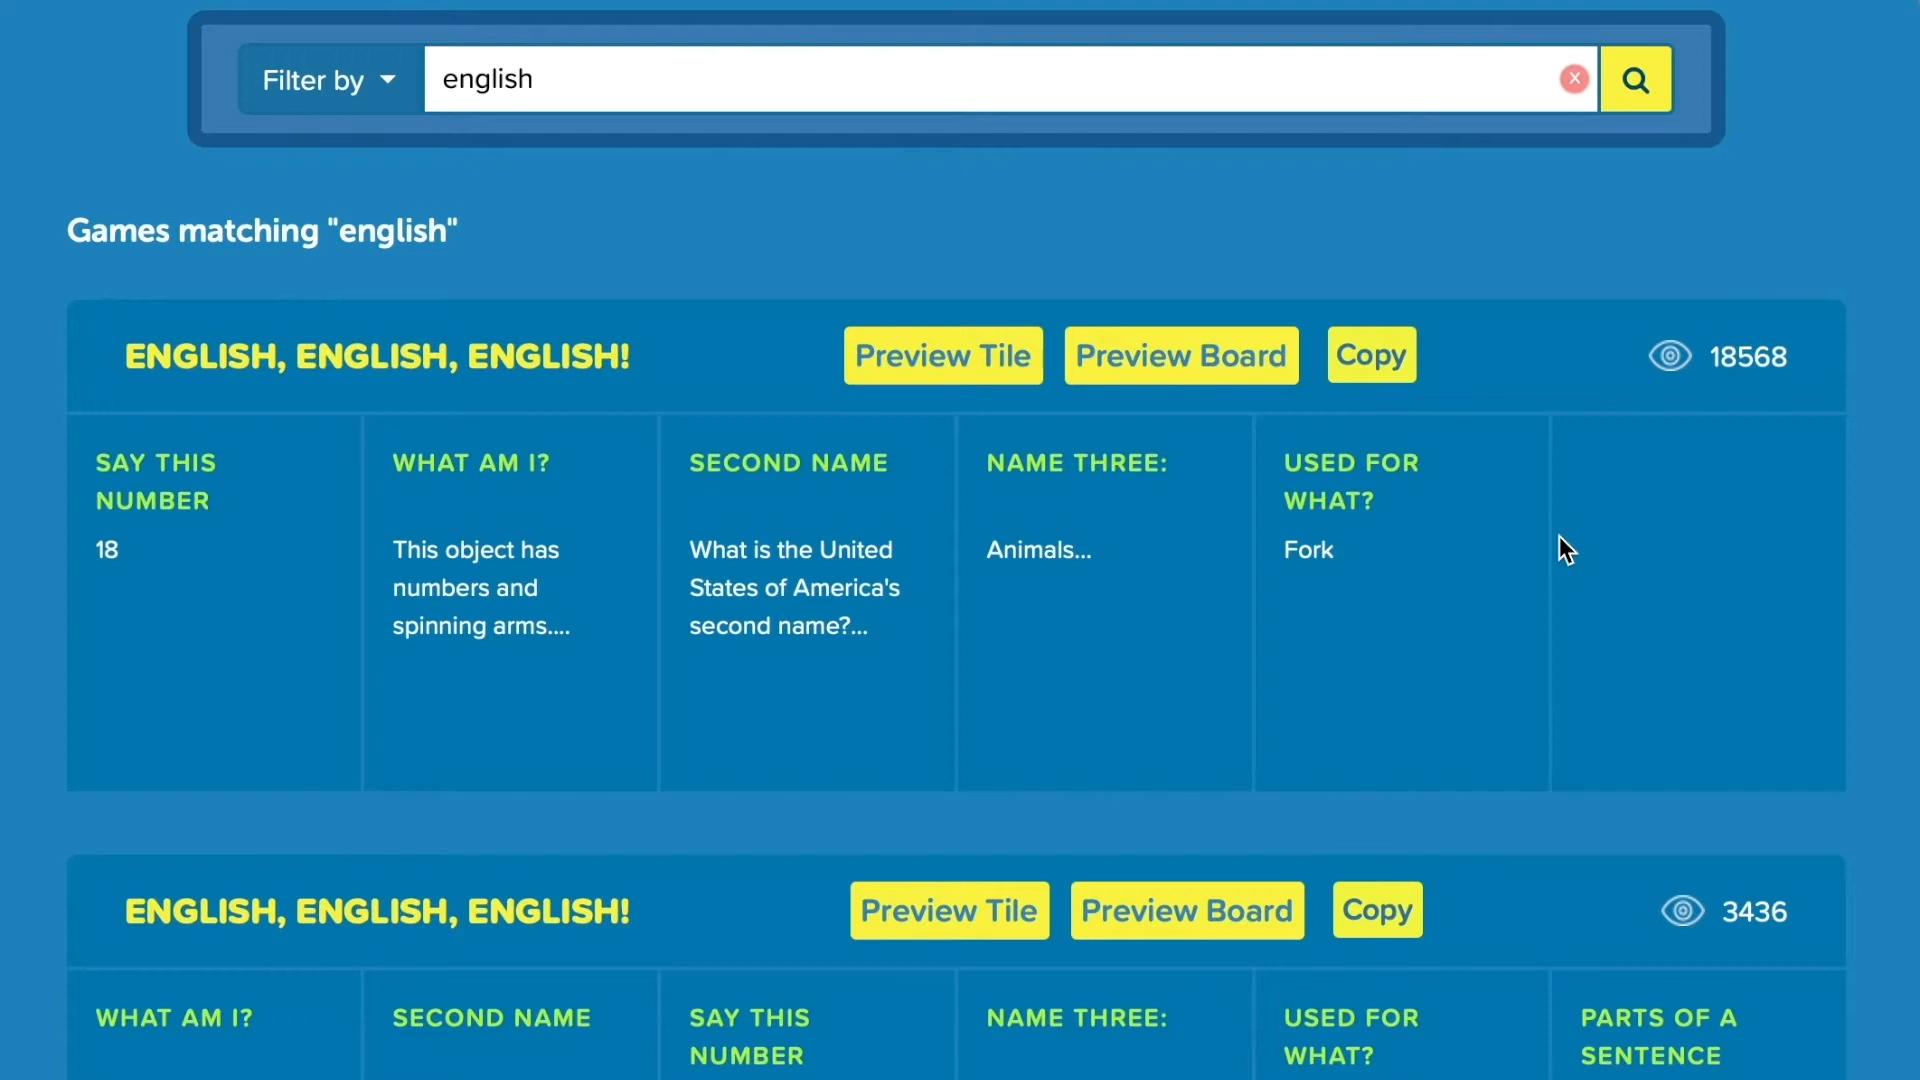 Filter by
english
Games matching "english"
ENGLISH, ENGLISH, ENGLISH!
Preview Tile
Preview Board
Copy
18568
SAY THIS
NUMBER
18
WHAT AM I?
This object has
numbers and
spinning arms....
SECOND NAME
What is the United
States of America's
second name?...
NAME THREE:
Animals...
USED FOR
WHAT?
Fork
ENGLISH, ENGLISH, ENGLISH!
Preview Tile
Preview Board
Copy
3436
WHAT AM I?
SECOND NAME
SAY THIS
NUMBER
NAME THREE:
USED FOR
WHAT?
PARTS OF A
SENTENCE